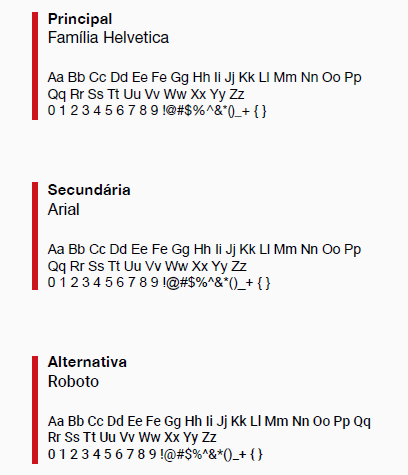 Principal
Família Helvetica
Aa Bb Cc Dd Ee Fe Gg Hh Ii Jj Kk Ll Mm Nn Oo Pp
Qq Rr Ss Tt Uu Vv Ww Xx Yy Zz
0 1 2 3 4 5 6 7 8 9 !@#$%^&*()_+ { }
Secundária
Arial
Aa Bb Cc Dd Ee Fe Gg Hh Ii Jj Kk Ll Mm Nn Oo Pp
Qq Rr Ss Tt Uu Vv Ww Xx Yy Zz
0 1 2 3 4 5 6 7 8 9 !@#$%^&*()_+ { }
Alternativa
Roboto
Aa Bb Cc Dd Ee Fe Gg Hh Ii Jj Kk Ll Mm Nn Oo Pp Qq
Rr Ss Tt Uu Vv Ww Xx Yy Zz
0 1 2 3 4 5 6 7 8 9 !@#$%^&*()_+ { }